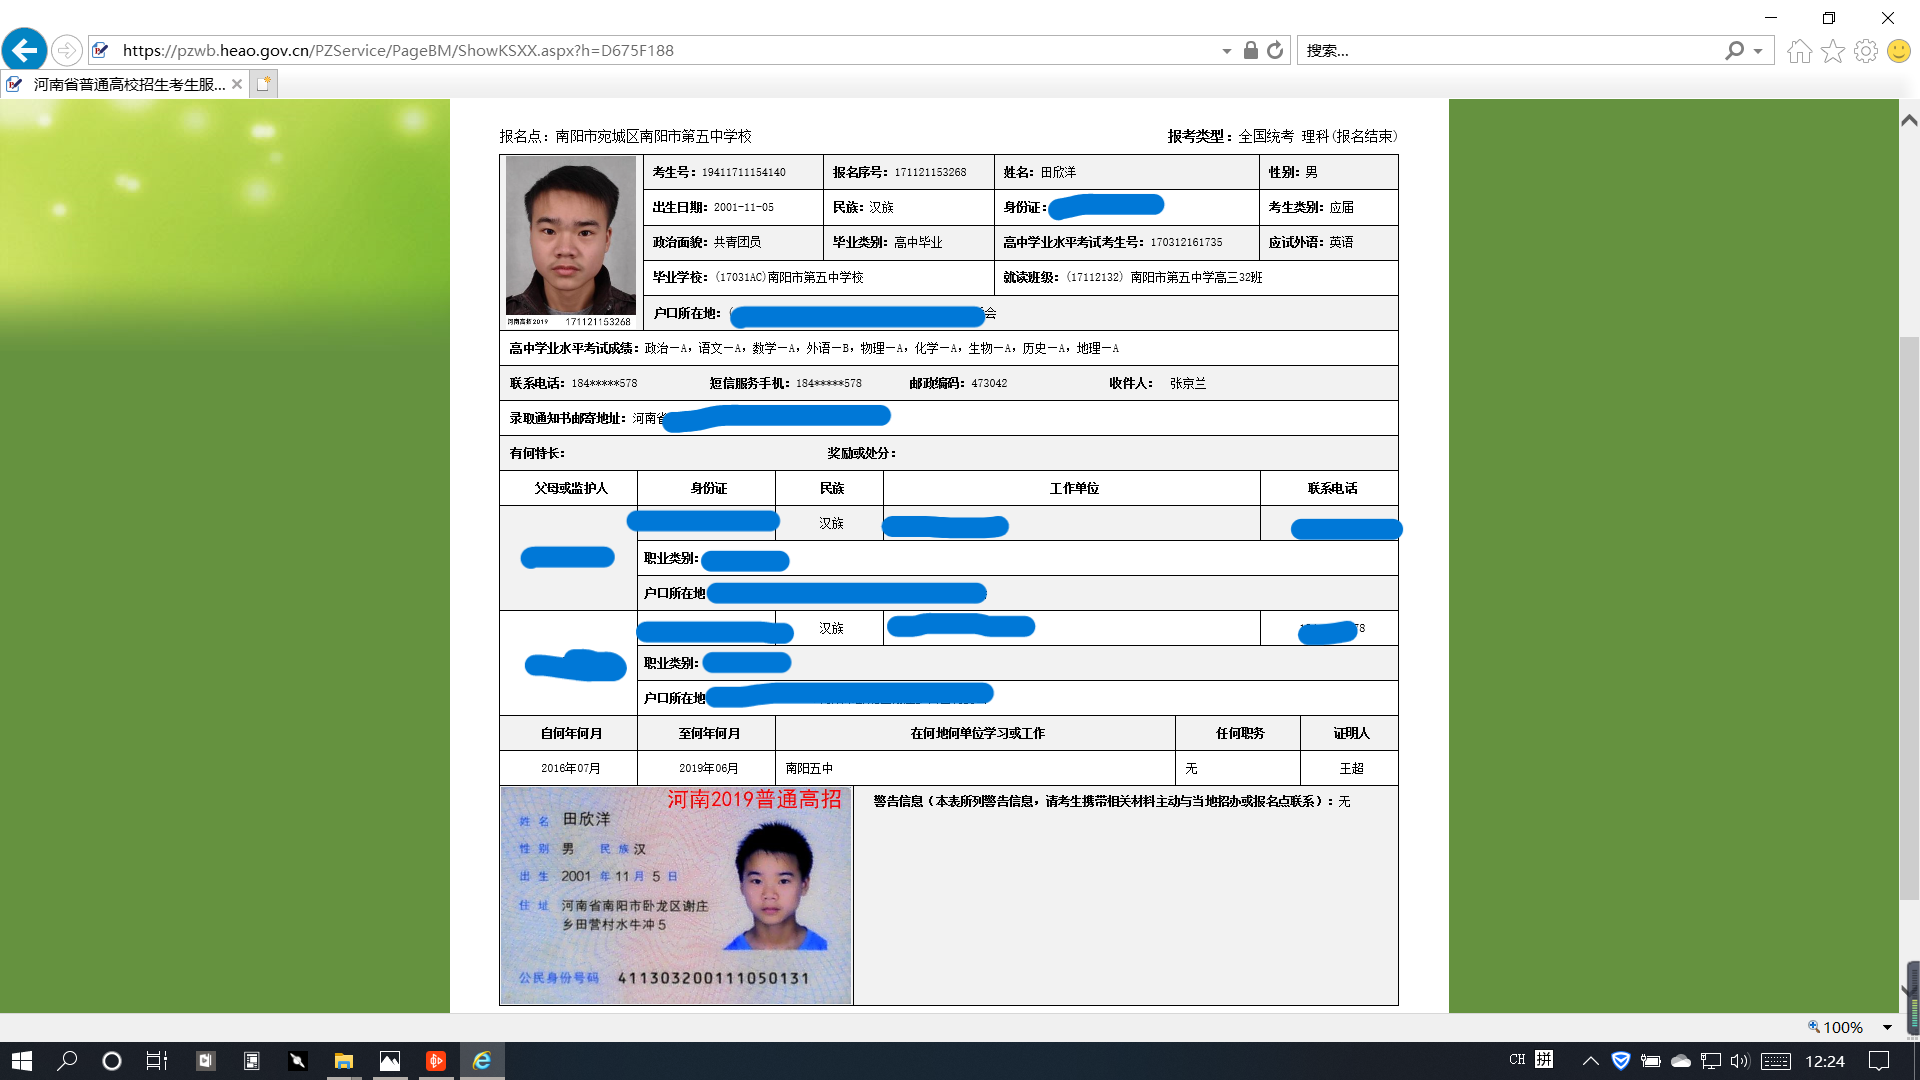 https://pzwb.heao.gov.cn/PZService/PageBM/ShowKSXX.aspx?h=D675F188
搜索...
河南省普通高校招生考生服...
报名点：南阳市宛城区南阳市第五中学校 报考类型：全国统考 理科(报名结束)
考生号：19411711154140 报名序号：171121153268 姓名：田欣洋 性别：男
出生日期：2001-11-05 民族：汉族 身份证： 考生类别：应届
政治面貌：共青团员 毕业类别：高中毕业 高中学业水平考试考生号：170312161735 应试外语：英语
毕业学校：(17031AC)南阳市第五中学校 就读班级：(17112132) 南阳市第五中学高三32班
户口所在地： 会
河南高招2019 171121153268
高中学业水平考试成绩：政治－A，语文－A，数学－A，外语－B，物理－A，化学－A，生物－A，历史－A，地理－A
联系电话：184*****578 短信服务手机：184*****578 邮政编码：473042 收件人： 张京兰
录取通知书邮寄地址：河南省
有何特长： 奖励或处分：
父母或监护人 身份证 民族 工作单位 联系电话
汉族
职业类别：
户口所在地
汉族 78
职业类别：
户口所在地
自何年何月 至何年何月 在何地何单位学习或工作 任何职务 证明人
2016年07月 2019年06月 南阳五中 无 王超
河南2019普通高招
姓名 田欣洋
性别 男 民族 汉
出生 2001 年 11 月 5 日
住址 河南省南阳市卧龙区谢庄
乡田营村水牛冲5
公民身份号码 411303200111050131
警告信息（本表所列警告信息，请考生携带相关材料主动与当地招办或报名点联系）：无
100%
CH 拼 12:24